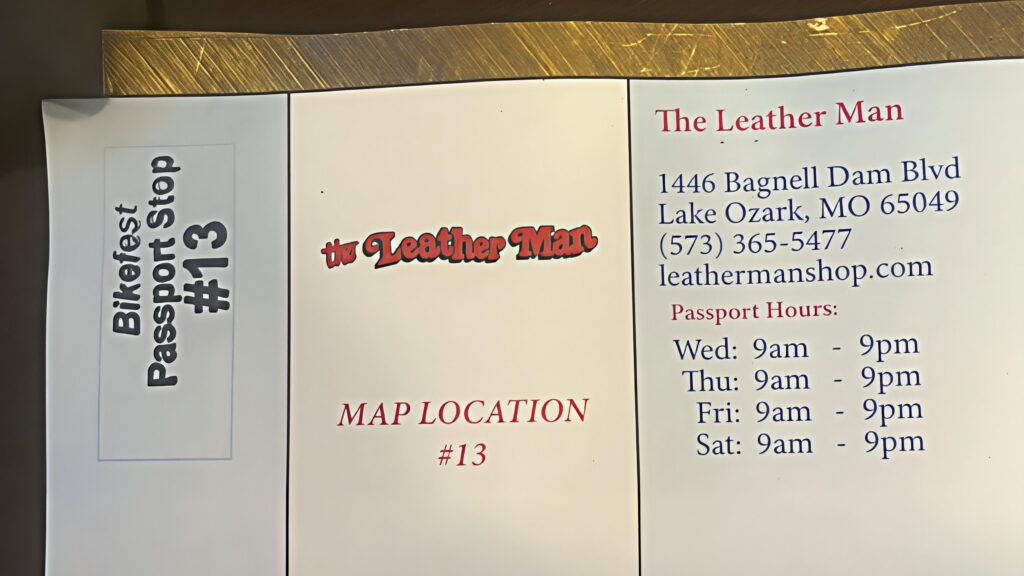 Bikefest
Passport Stop
#13
the Leather Man
MAP LOCATION
#13
The Leather Man
1446 Bagnell Dam Blvd
Lake Ozark, MO 65049
(573) 365-5477
leathermanshop.com
Passport Hours:
Wed: 9am - 9pm
Thu: 9am - 9pm
Fri: 9am - 9pm
Sat: 9am - 9pm